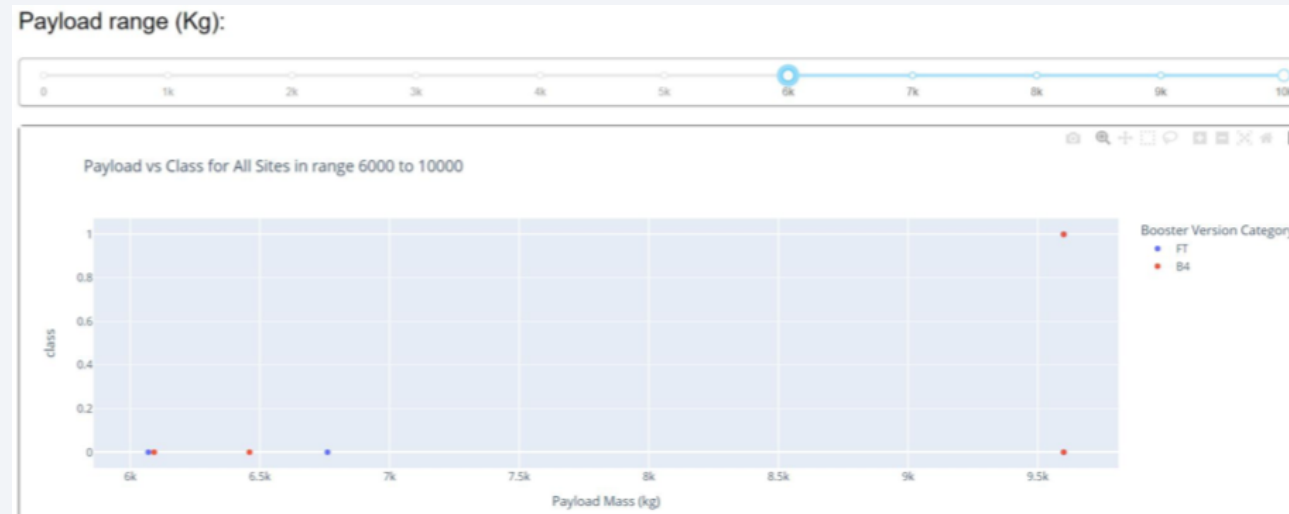 Payload range (Kg):
0 1k 2k 3k 4k 5k 6k 7k 8k 9k 10k
Payload vs Class for All Sites in range 6000 to 10000
Booster Version Category
FT
B4
1
0.8
0.6
0.4
0.2
0
class
6k 6.5k 7k 7.5k 8k 8.5k 9k 9.5k
Payload Mass (kg)